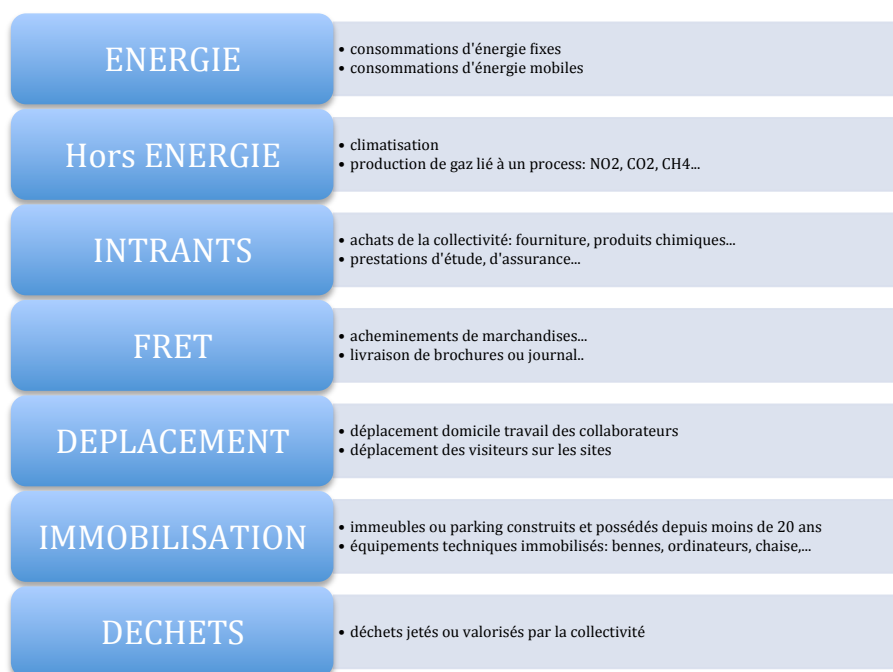 ENERGIE
• consommations d'énergie fixes
• consommations d'énergie mobiles
Hors ENERGIE
• climatisation
• production de gaz lié à un process: NO2, CO2, CH4...
INTRANTS
• achats de la collectivité: fourniture, produits chimiques...
• prestations d'étude, d'assurance...
FRET
• acheminements de marchandises...
• livraison de brochures ou journal..
DEPLACEMENT
• déplacement domicile travail des collaborateurs
• déplacement des visiteurs sur les sites
IMMOBILISATION
• immeubles ou parking construits et possédés depuis moins de 20 ans
• équipements techniques immobilisés: bennes, ordinateurs, chaise,...
DECHETS
• déchets jetés ou valorisés par la collectivité